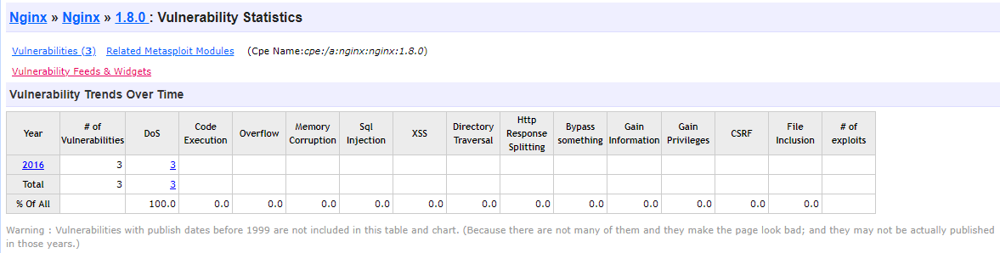 Nginx » Nginx » 1.8.0 : Vulnerability Statistics
Vulnerabilities (3) Related Metasploit Modules (Cpe Name:cpe:/a:nginx:nginx:1.8.0)
Vulnerability Feeds & Widgets
Vulnerability Trends Over Time
Year # of Vulnerabilities DoS Code Execution Overflow Memory Corruption Sql Injection XSS Directory Traversal Http Response Splitting Bypass something Gain Information Gain Privileges CSRF File Inclusion # of exploits
2016 3 3
Total 3 3
% Of All 100.0 0.0 0.0 0.0 0.0 0.0 0.0 0.0 0.0 0.0 0.0 0.0 0.0
Warning : Vulnerabilities with publish dates before 1999 are not included in this table and chart. (Because there are not many of them and they make the page look bad; and they may not be actually published
in those years.)